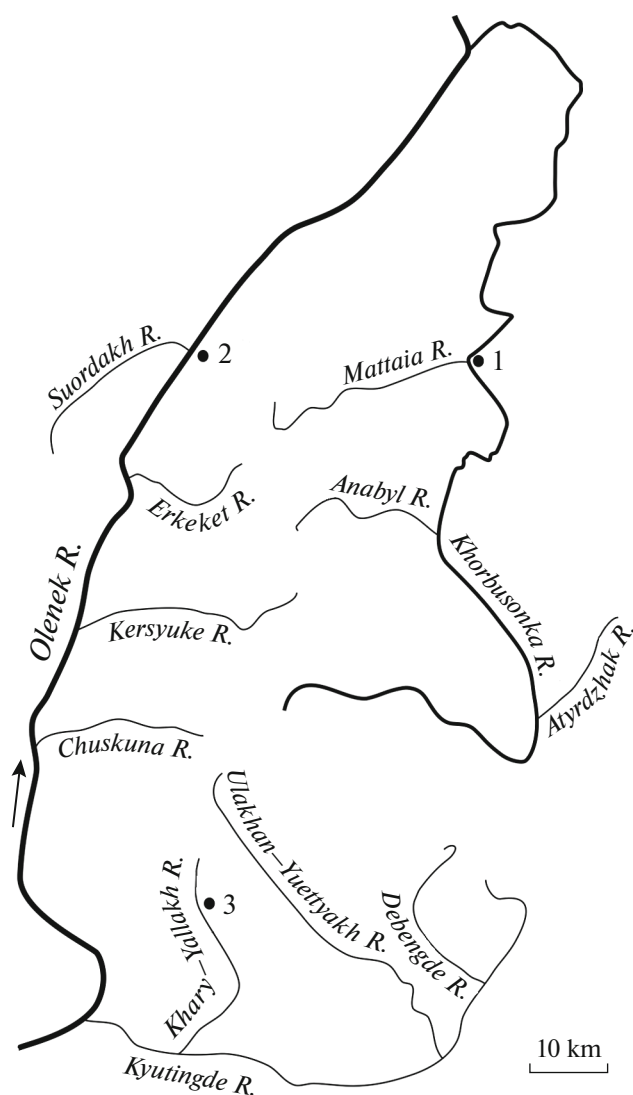 Suordakh R.
2
Mattaia R.
1
Erkeket R.
Anabyl R.
Olenek R.
Kersyuke R.
Khorbusonka R.
Atyrdzhak R.
Chuskuna R.
Ulakhan–Yuettyakh R.
Debengde R.
Khary–Yallakh R.
3
Kyutingde R.
10 km